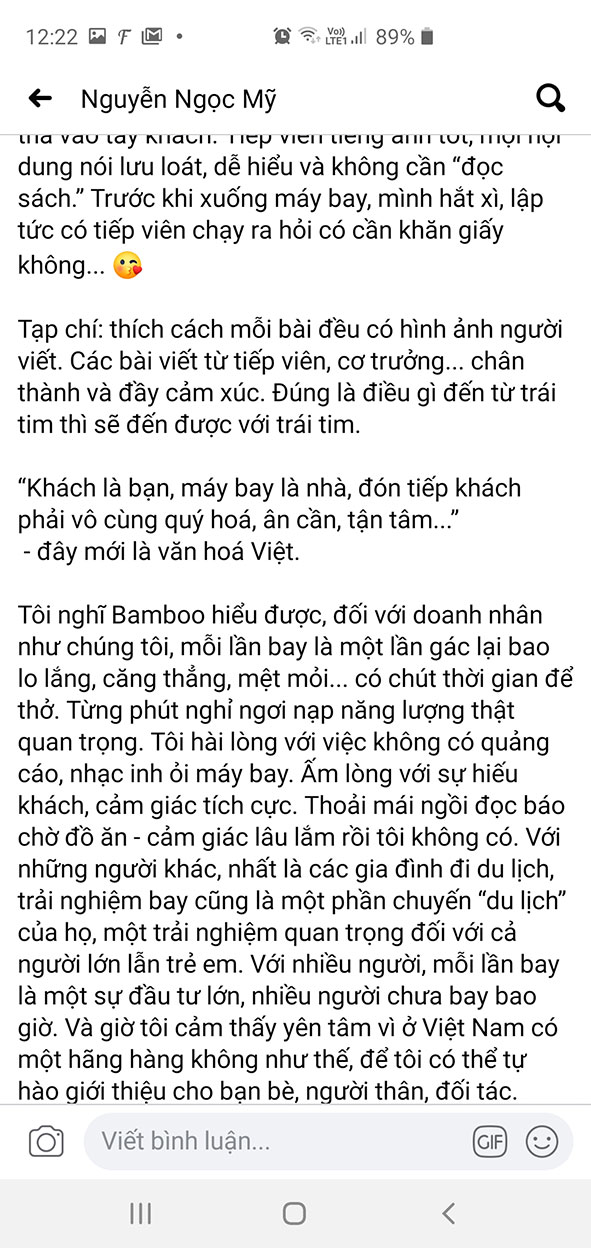 12:22
Vo))
LTE1
89%
Nguyễn Ngọc Mỹ
thả vào tay khách. Tiếp viên tiếng anh tốt, mọi nội
dung nói lưu loát, dễ hiểu và không cần “đọc
sách.” Trước khi xuống máy bay, mình hắt xì, lập
tức có tiếp viên chạy ra hỏi có cần khăn giấy
không... 😘
Tạp chí: thích cách mỗi bài đều có hình ảnh người
viết. Các bài viết từ tiếp viên, cơ trưởng... chân
thành và đầy cảm xúc. Đúng là điều gì đến từ trái
tim thì sẽ đến được với trái tim.
“Khách là bạn, máy bay là nhà, đón tiếp khách
phải vô cùng quý hoá, ân cần, tận tâm...”
- đây mới là văn hoá Việt.
Tôi nghĩ Bamboo hiểu được, đối với doanh nhân
như chúng tôi, mỗi lần bay là một lần gác lại bao
lo lắng, căng thẳng, mệt mỏi... có chút thời gian để
thở. Từng phút nghỉ ngơi nạp năng lượng thật
quan trọng. Tôi hài lòng với việc không có quảng
cáo, nhạc inh ỏi máy bay. Ấm lòng với sự hiếu
khách, cảm giác tích cực. Thoải mái ngồi đọc báo
chờ đồ ăn - cảm giác lâu lắm rồi tôi không có. Với
những người khác, nhất là các gia đình đi du lịch,
trải nghiệm bay cũng là một phần chuyến “du lịch”
của họ, một trải nghiệm quan trọng đối với cả
người lớn lẫn trẻ em. Với nhiều người, mỗi lần bay
là một sự đầu tư lớn, nhiều người chưa bay bao
giờ. Và giờ tôi cảm thấy yên tâm vì ở Việt Nam có
một hãng hàng không như thế, để tôi có thể tự
hào giới thiệu cho bạn bè, người thân, đối tác.
Viết bình luận...
GIF